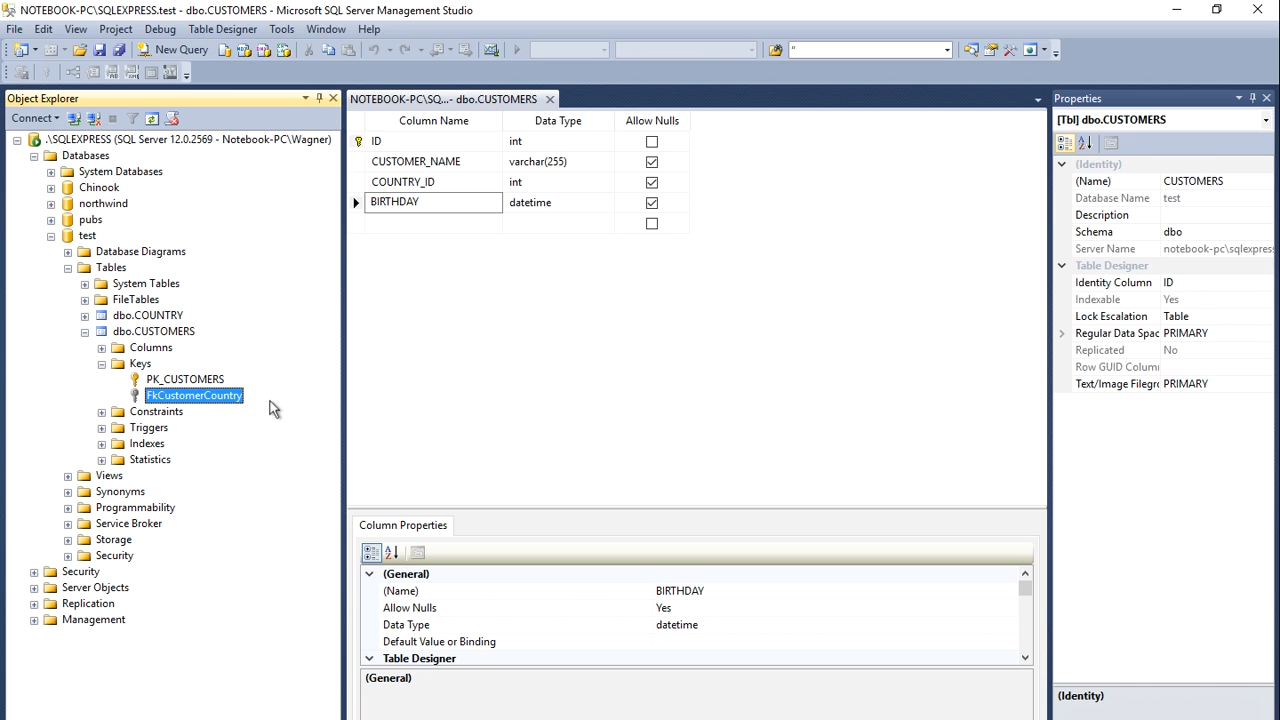 NOTEBOOK-PC\SQLEXPRESS.test - dbo.CUSTOMERS - Microsoft SQL Server Management Studio
File Edit View Project Debug Table Designer Tools Window Help
New Query "
Object Explorer
Connect
.\SQLEXPRESS (SQL Server 12.0.2569 - Notebook-PC\Wagner)
Databases
System Databases
Chinook
northwind
pubs
test
Database Diagrams
Tables
System Tables
FileTables
dbo.COUNTRY
dbo.CUSTOMERS
Columns
Keys
PK_CUSTOMERS
FkCustomerCountry
Constraints
Triggers
Indexes
Statistics
Views
Synonyms
Programmability
Service Broker
Storage
Security
Security
Server Objects
Replication
Management
NOTEBOOK-PC\SQ...- dbo.CUSTOMERS
Column Name Data Type Allow Nulls
ID int
CUSTOMER_NAME varchar(255)
COUNTRY_ID int
BIRTHDAY datetime
Column Properties
(General)
(Name) BIRTHDAY
Allow Nulls Yes
Data Type datetime
Default Value or Binding
Table Designer
(General)
Properties
[Tbl] dbo.CUSTOMERS
(Identity)
(Name) CUSTOMERS
Database Name test
Description
Schema dbo
Server Name notebook-pc\sqlexpress
Table Designer
Identity Column ID
Indexable Yes
Lock Escalation Table
Regular Data Spac PRIMARY
Replicated No
Row GUID Column
Text/Image Filegro PRIMARY
(Identity)